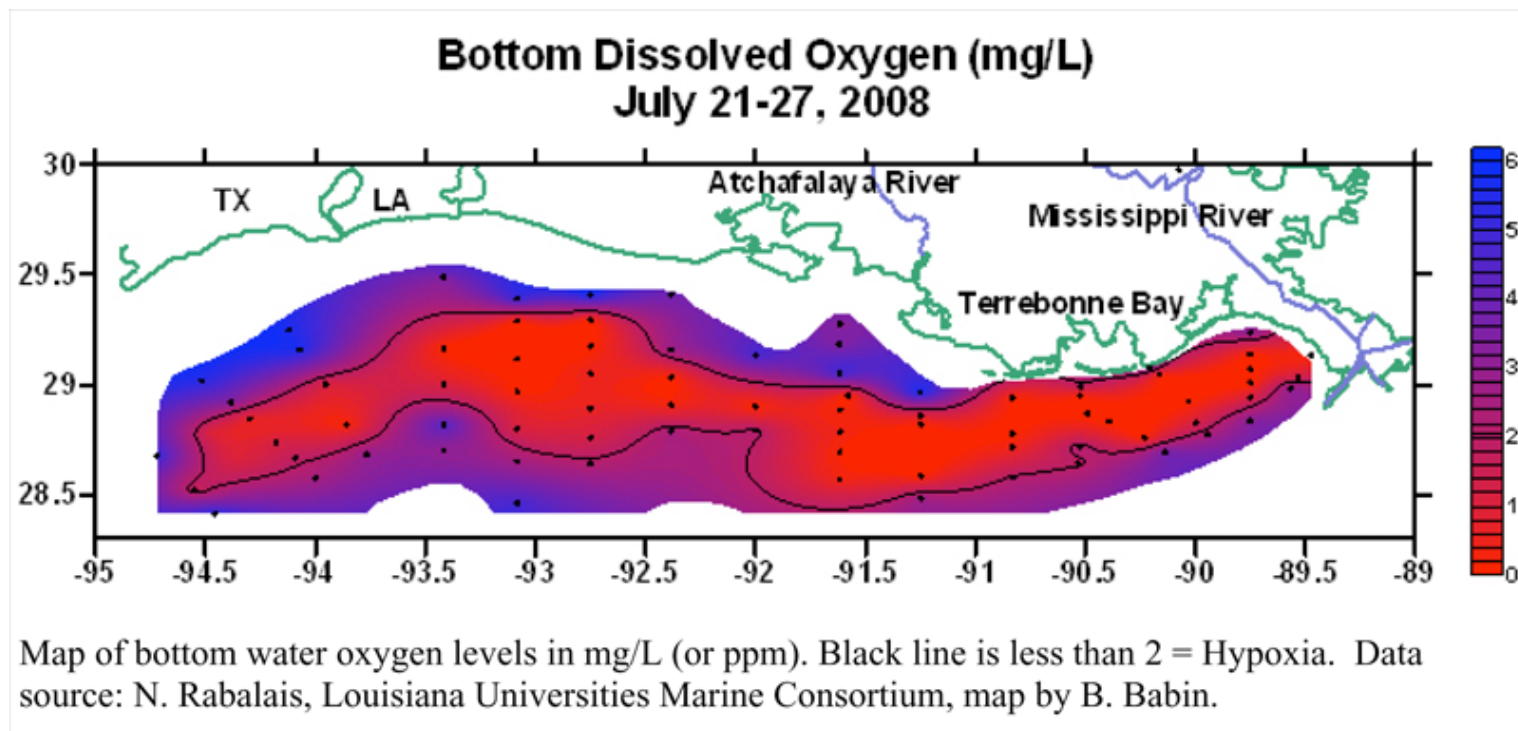 Bottom Dissolved Oxygen (mg/L)
July 21-27, 2008
30
29.5
29
28.5
TX
LA
Atchafalaya River
Mississippi River
Terrebonne Bay
-95
-94.5
-94
-93.5
-93
-92.5
-92
-91.5
-91
-90.5
-90
-89.5
-89
6
5
4
3
2
1
0
Map of bottom water oxygen levels in mg/L (or ppm). Black line is less than 2 = Hypoxia. Data
source: N. Rabalais, Louisiana Universities Marine Consortium, map by B. Babin.